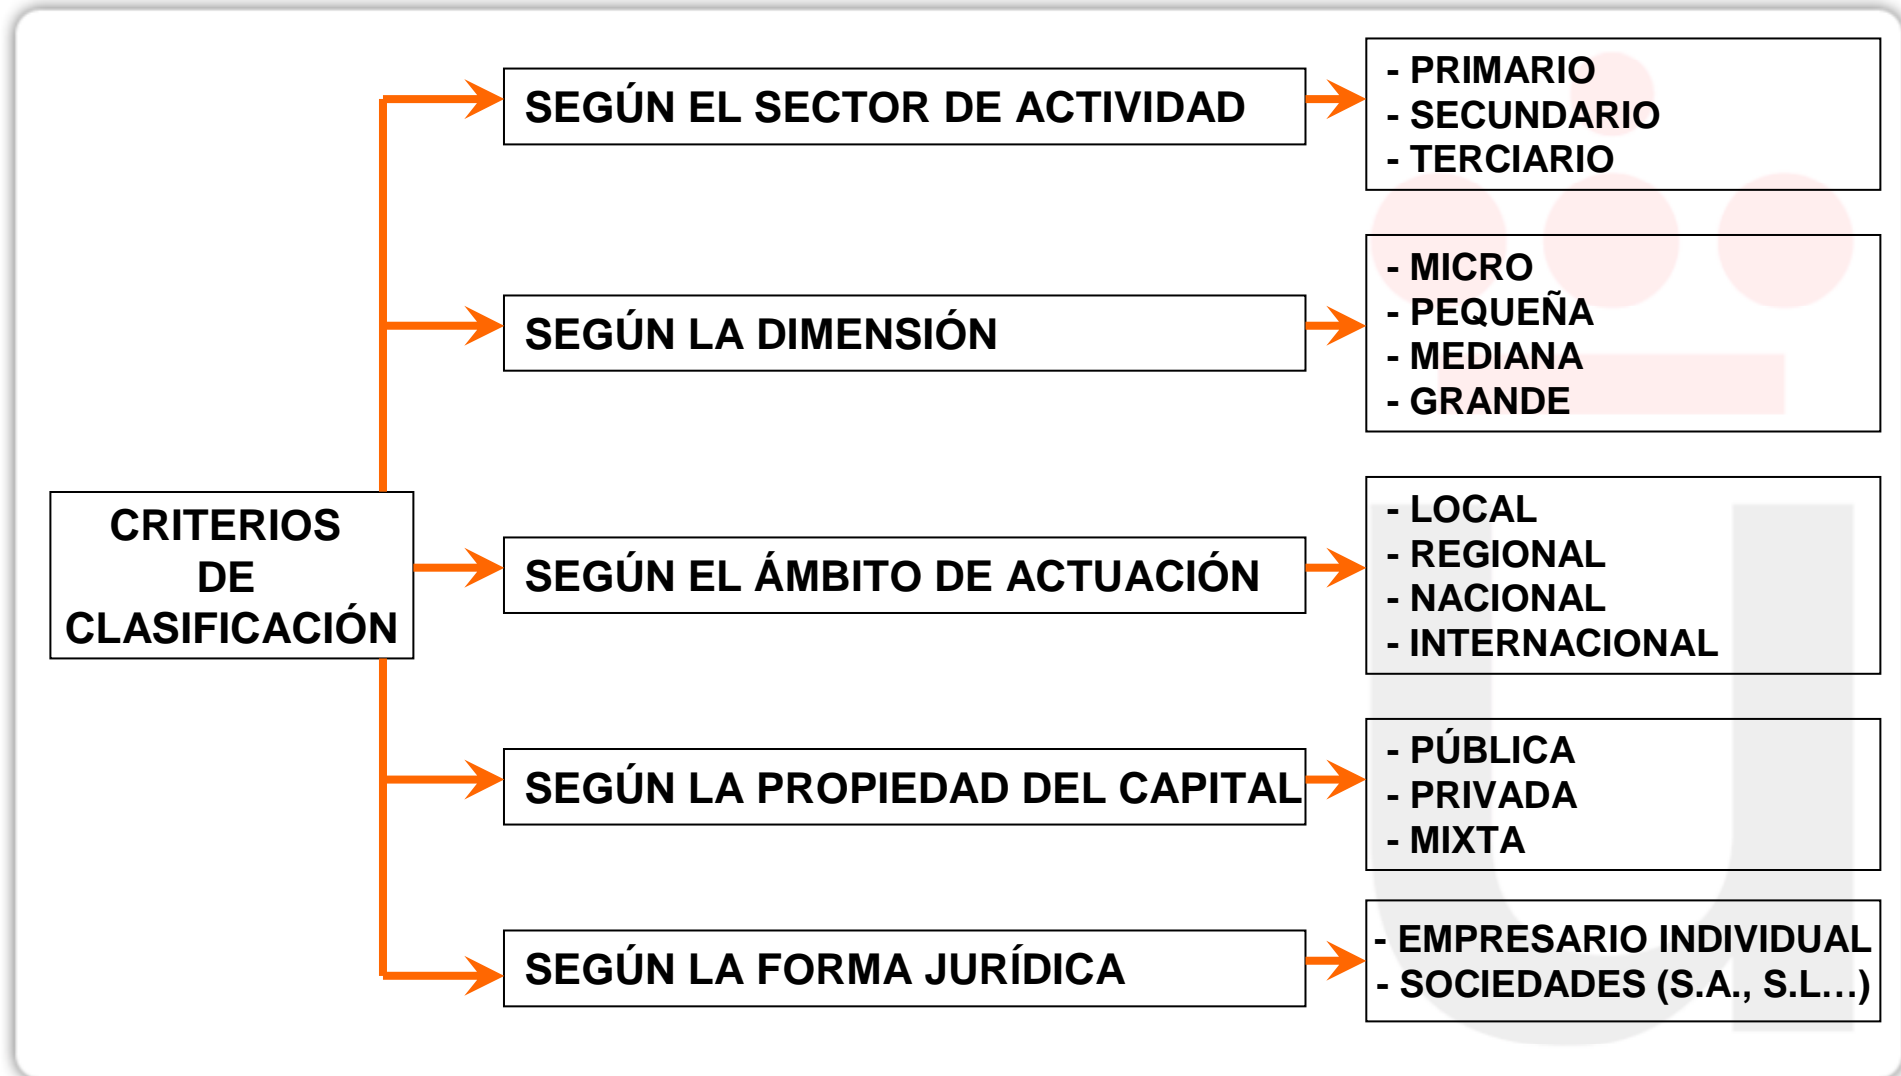 CRITERIOS
DE
CLASIFICACIÓN
SEGÚN EL SECTOR DE ACTIVIDAD
- PRIMARIO
- SECUNDARIO
- TERCIARIO
SEGÚN LA DIMENSIÓN
- MICRO
- PEQUEÑA
- MEDIANA
- GRANDE
SEGÚN EL ÁMBITO DE ACTUACIÓN
- LOCAL
- REGIONAL
- NACIONAL
- INTERNACIONAL
SEGÚN LA PROPIEDAD DEL CAPITAL
- PÚBLICA
- PRIVADA
- MIXTA
SEGÚN LA FORMA JURÍDICA
- EMPRESARIO INDIVIDUAL
- SOCIEDADES (S.A., S.L…)